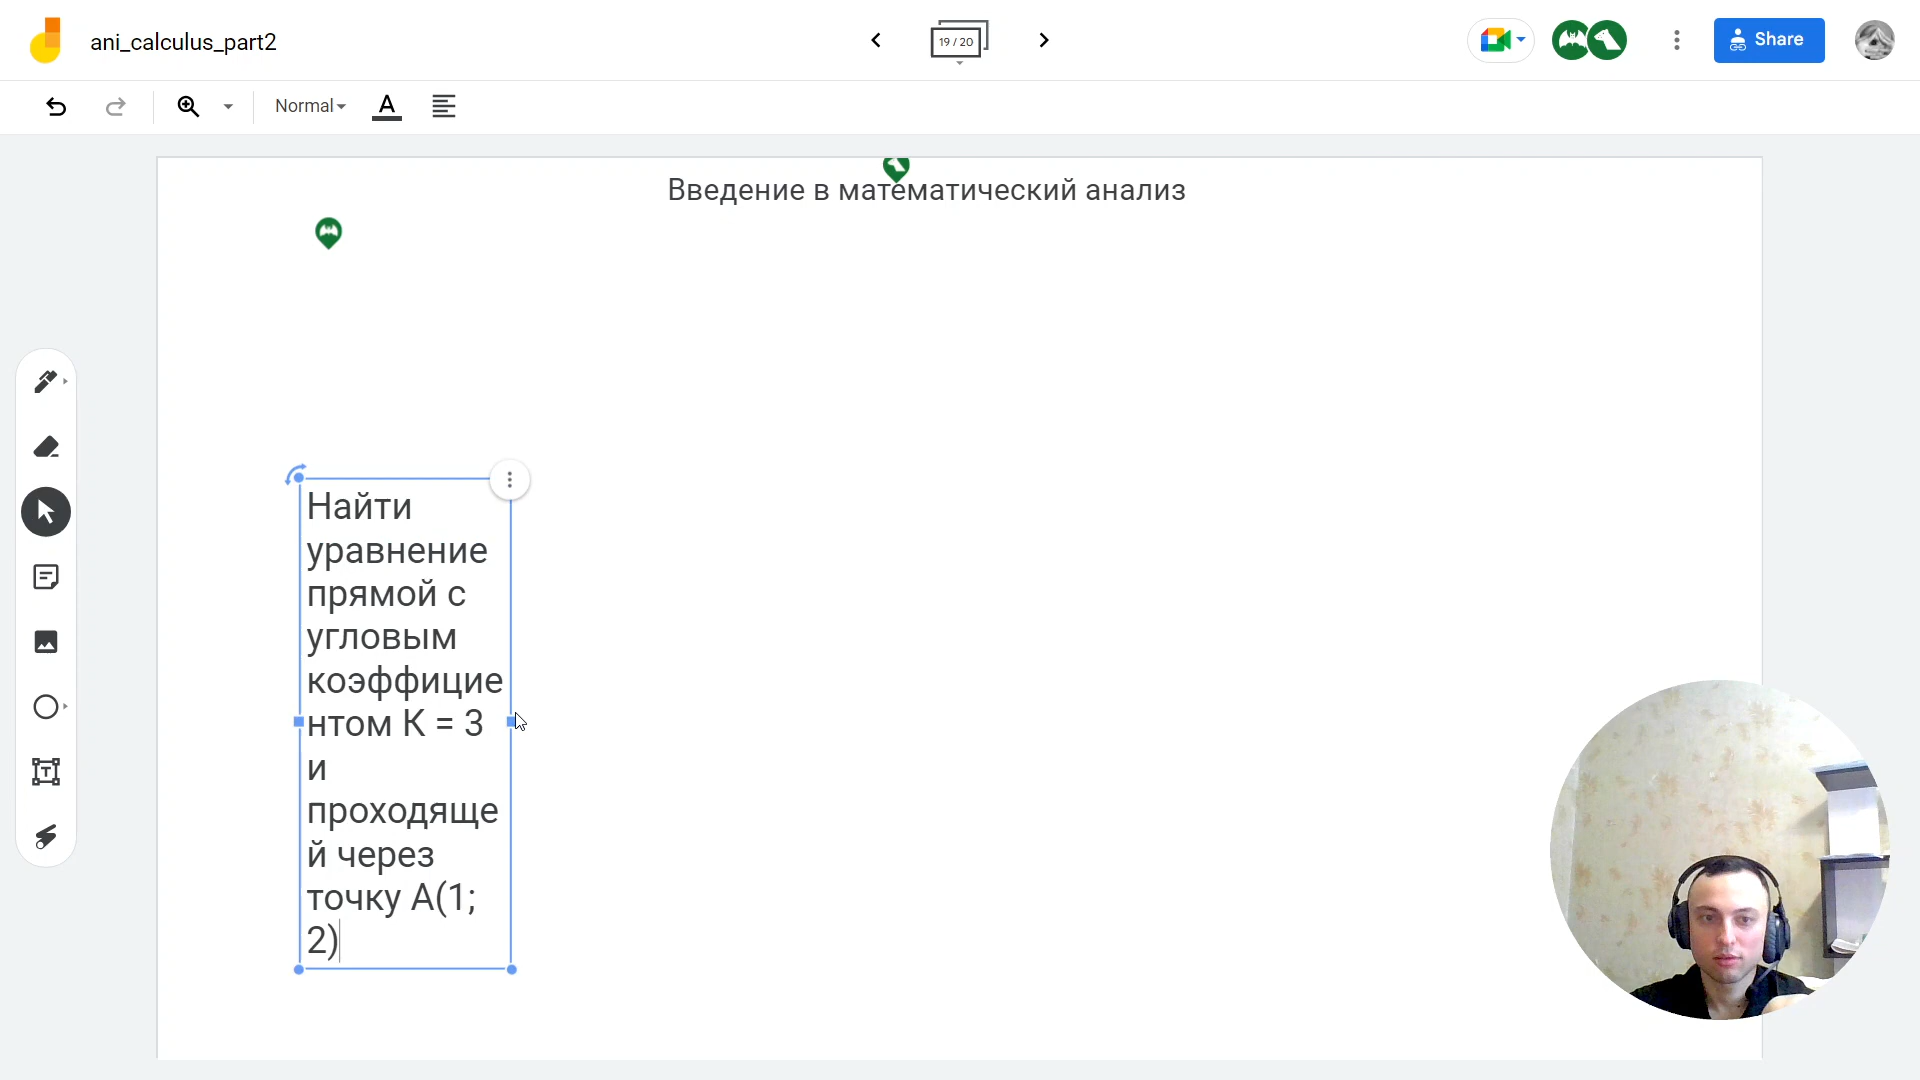 ani_calculus_part2
19 / 20
Share
Normal
A
Введение в математический анализ
Найти
уравнение
прямой с
угловым
коэффицие
нтом К = 3
и
проходяще
й через
точку А(1;
2)